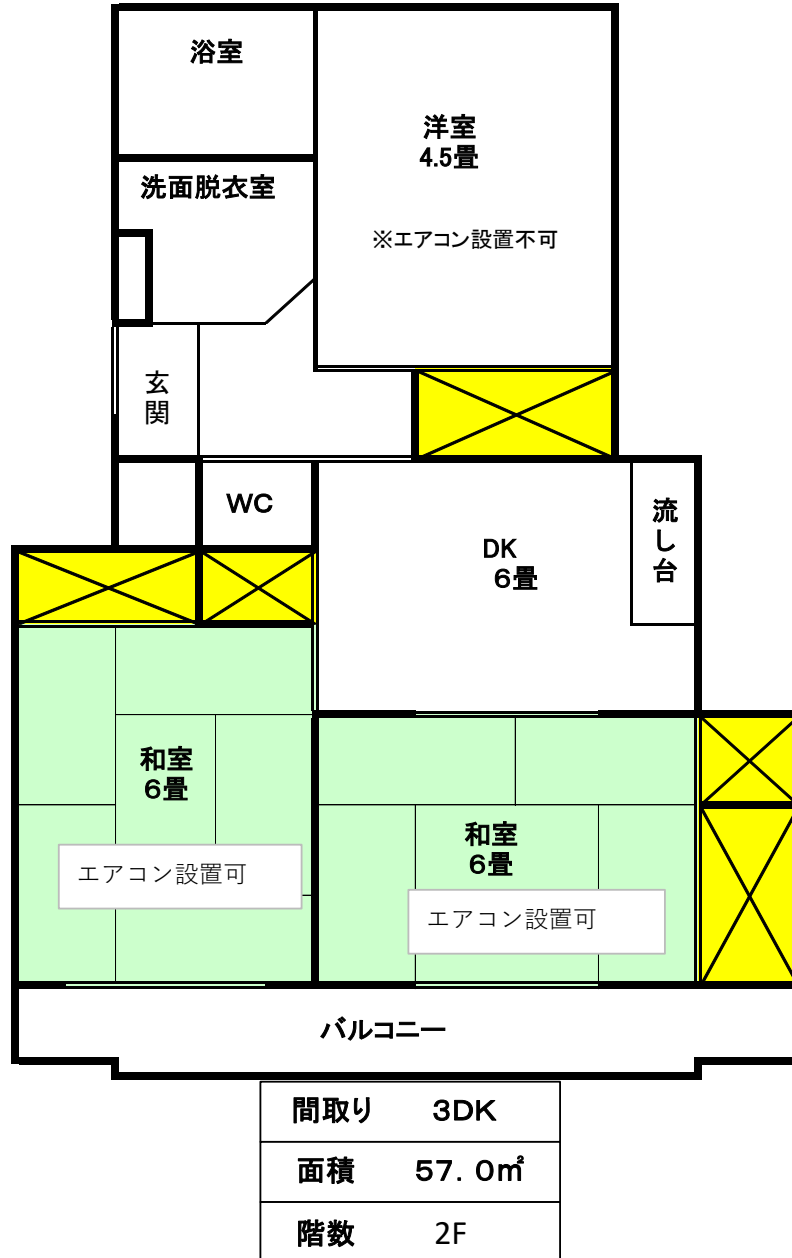 浴室
洋室
4.5畳
洗面脱衣室
※エアコン設置不可
玄関
WC
DK
6畳
流し台
和室
6畳
エアコン設置可
和室
6畳
エアコン設置可
バルコニー
間取り 3DK
面積 57.0㎡
階数 2F